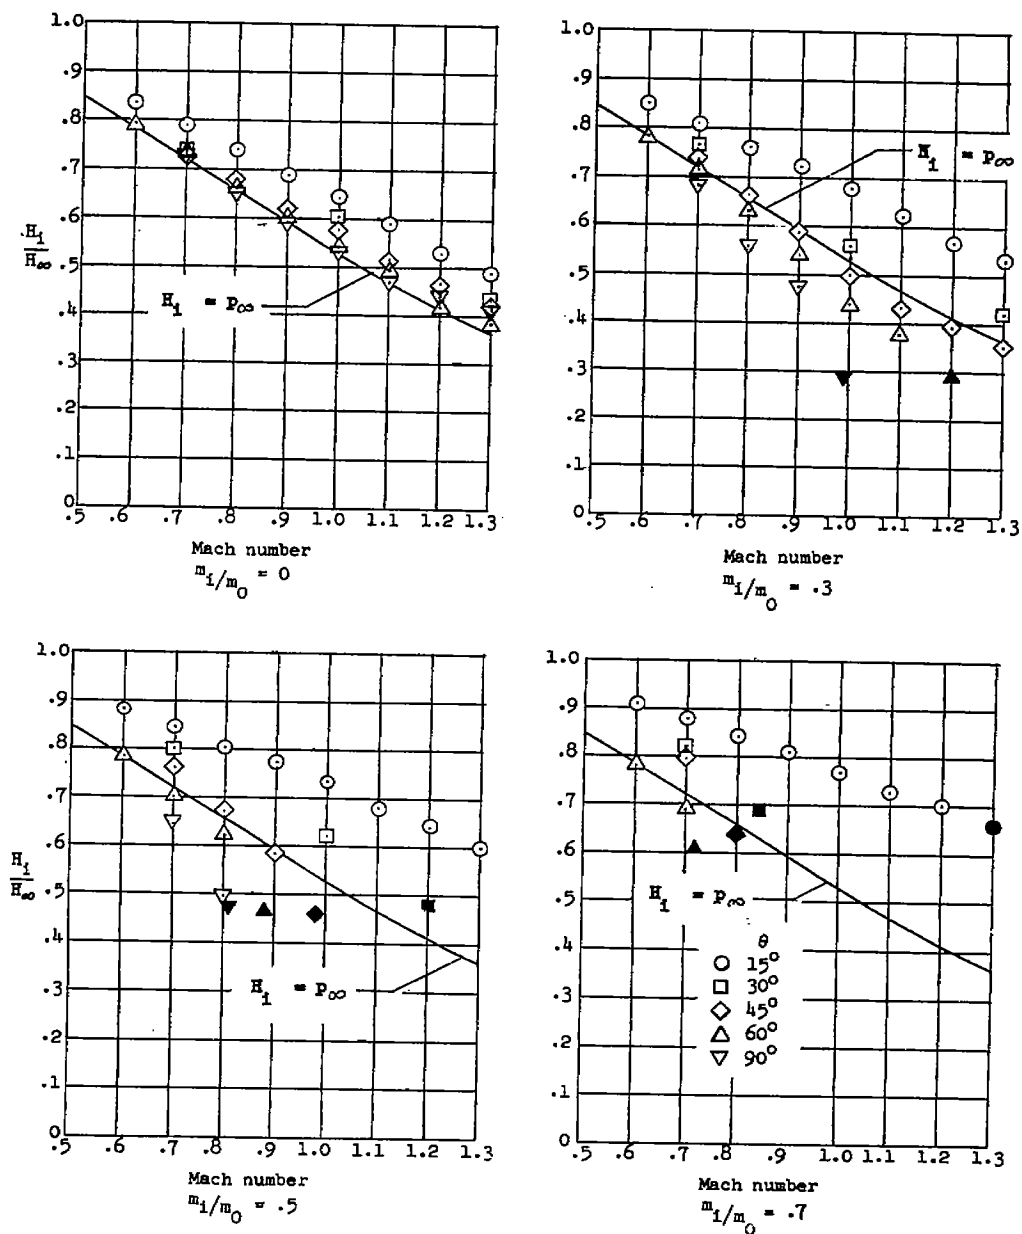 1.0
.9
.8
.7
.6
.5
.4
.3
.2
.1
0
H_i
H_∞
H_i = p_∞
.5 .6 .7 .8 .9 1.0 1.1 1.2 1.3
Mach number
m_i/m_0 = 0
1.0
.9
.8
.7
.6
.5
.4
.3
.2
.1
0
H_i = p_∞
.5 .6 .7 .8 .9 1.0 1.1 1.2 1.3
Mach number
m_i/m_0 = .3
1.0
.9
.8
.7
.6
.5
.4
.3
.2
.1
0
H_i
H_∞
H_i = p_∞
.5 .6 .7 .8 .9 1.0 1.1 1.2 1.3
Mach number
m_i/m_0 = .5
1.0
.9
.8
.7
.6
.5
.4
.3
.2
.1
0
H_i = p_∞
θ
15°
30°
45°
60°
90°
.5 .6 .7 .8 .9 1.0 1.1 1.2 1.3
Mach number
m_i/m_0 = .7